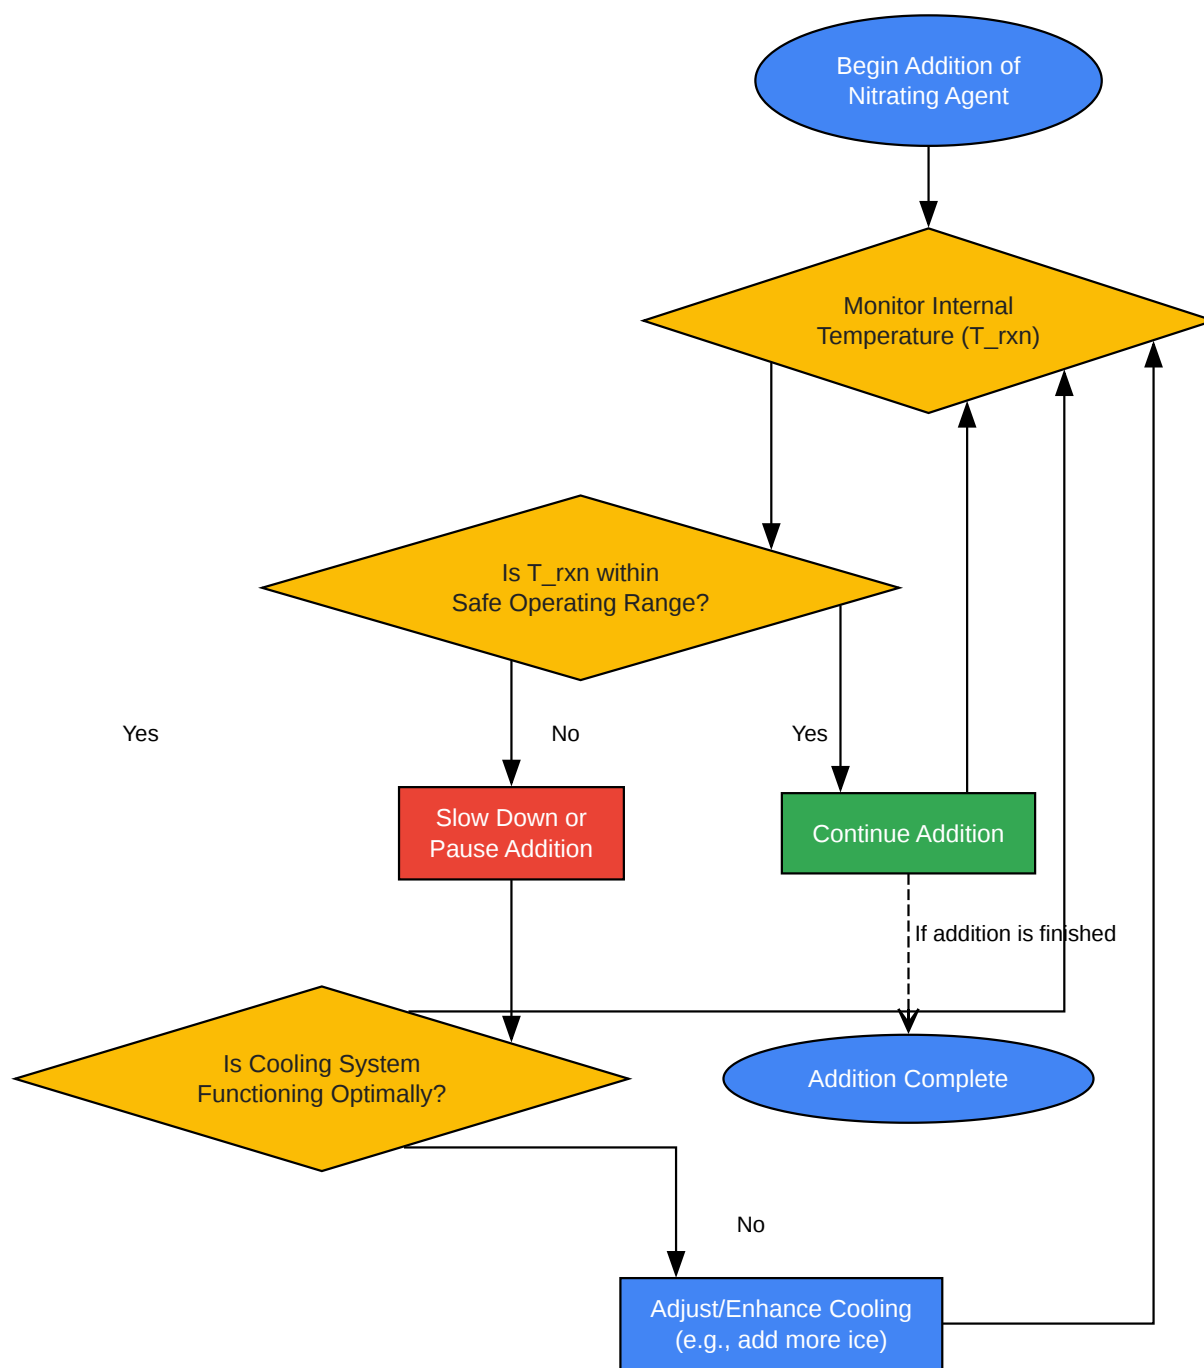 Begin Addition of
Nitrating Agent
Monitor Internal
Temperature (T_rxn)
Is T_rxn within
Safe Operating Range?
Yes
No
Yes
Slow Down or
Pause Addition
Continue Addition
If addition is finished
Is Cooling System
Functioning Optimally?
Addition Complete
No
Adjust/Enhance Cooling
(e.g., add more ice)